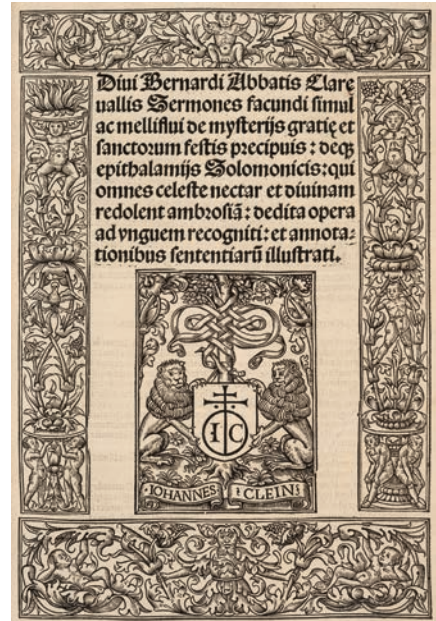 Diui Bernardi Abbatis Clare
uallis Sermones facundi simul
ac melliflui de mysterijs gratię et
sanctorum festis precipuis : decʒ
epithalamijs Solomonicis: qui
omnes celeste nectar et diuinam
redolent ambrosiā: dedita opera
ad vnguem recogniti: et annota-
tionibus sententiarū illustrati.
I C
IOHANNES CLEIN